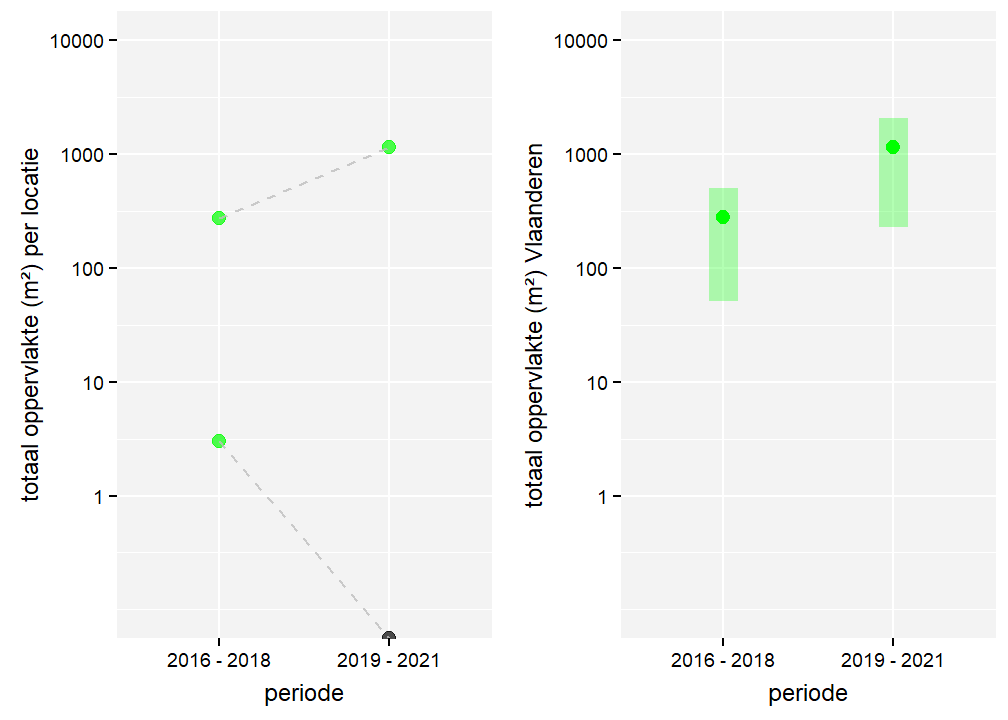 totaal oppervlakte (m²) per locatie
10000
1000
100
10
1
2016 - 2018
2019 - 2021
periode
totaal oppervlakte (m²) Vlaanderen
10000
1000
100
10
1
2016 - 2018
2019 - 2021
periode